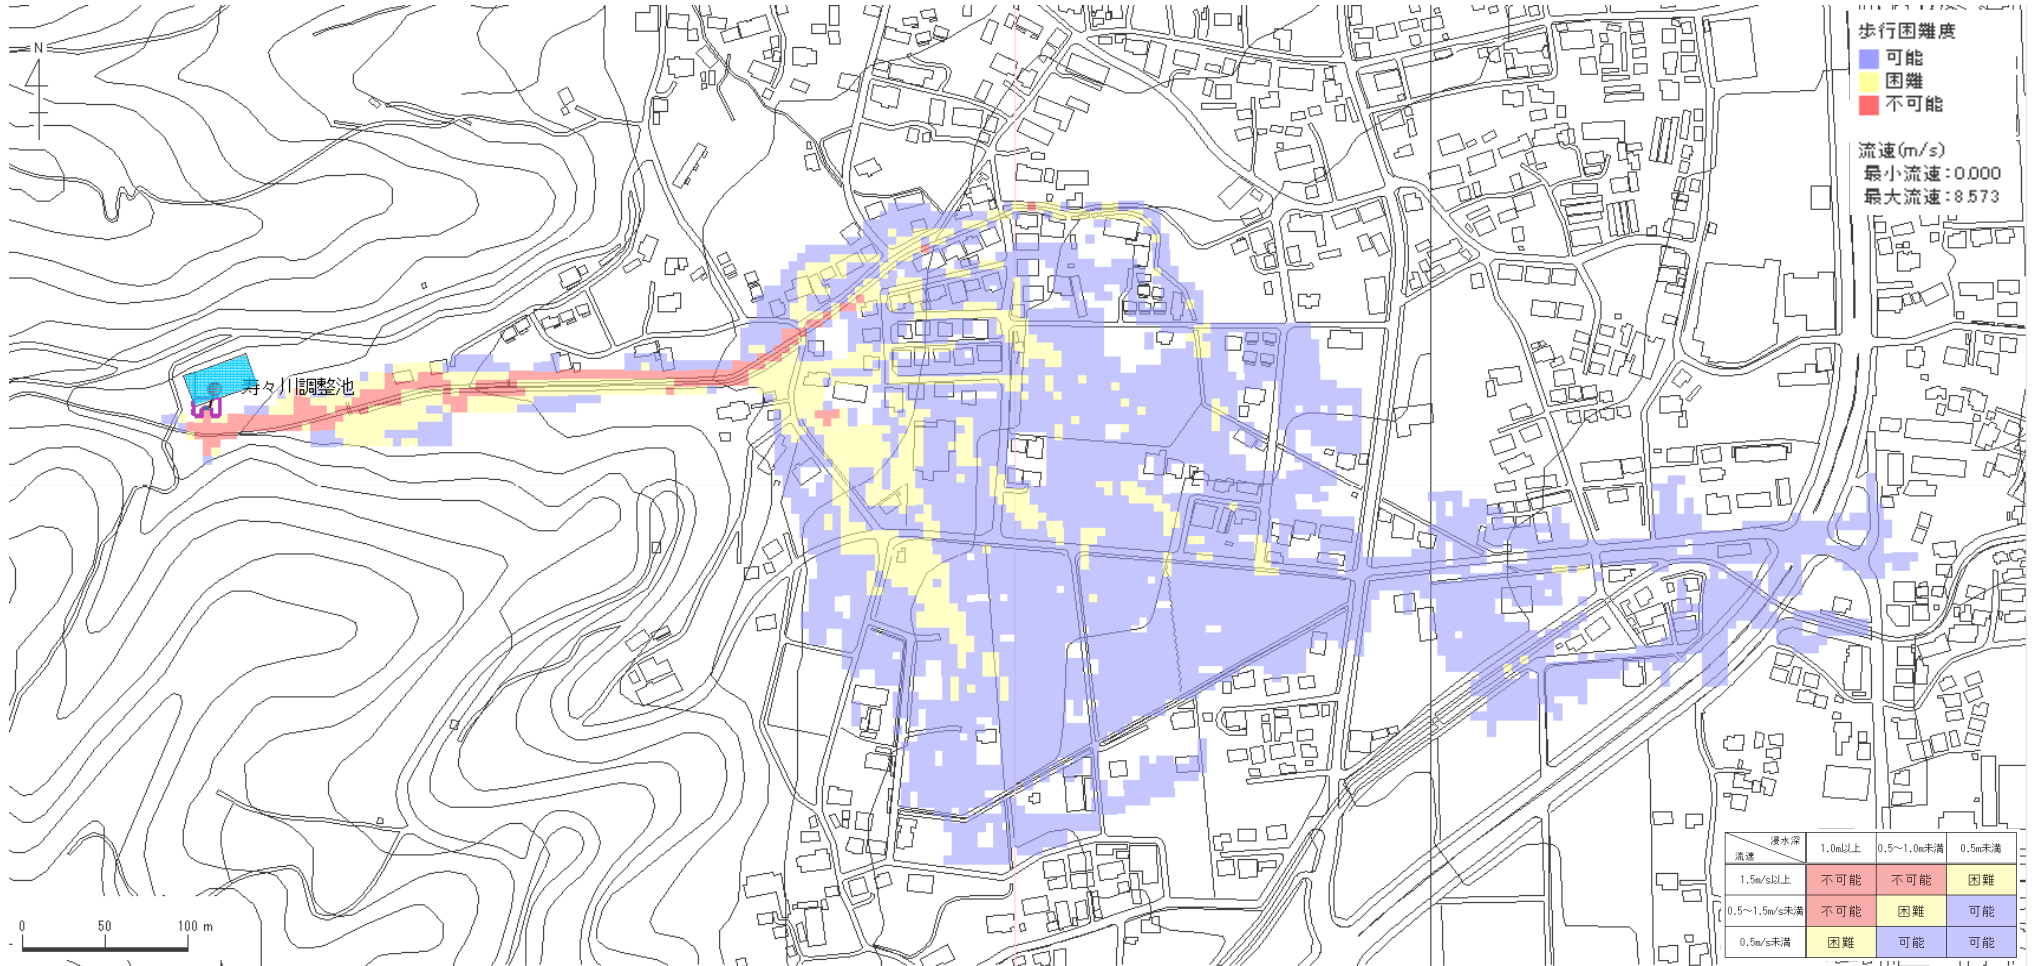 歩行困難度
可能
困難
不可能
流速(m/s)
最小流速:0.000
最大流速:8.573
N
寿々川調整池
浸水深
流速
1.0m以上
0.5～1.0m未満
0.5m未満
1.5m/s以上
不可能
不可能
困難
0.5～1.5m/s未満
不可能
困難
可能
0.5m/s未満
困難
可能
可能
0 50 100 m